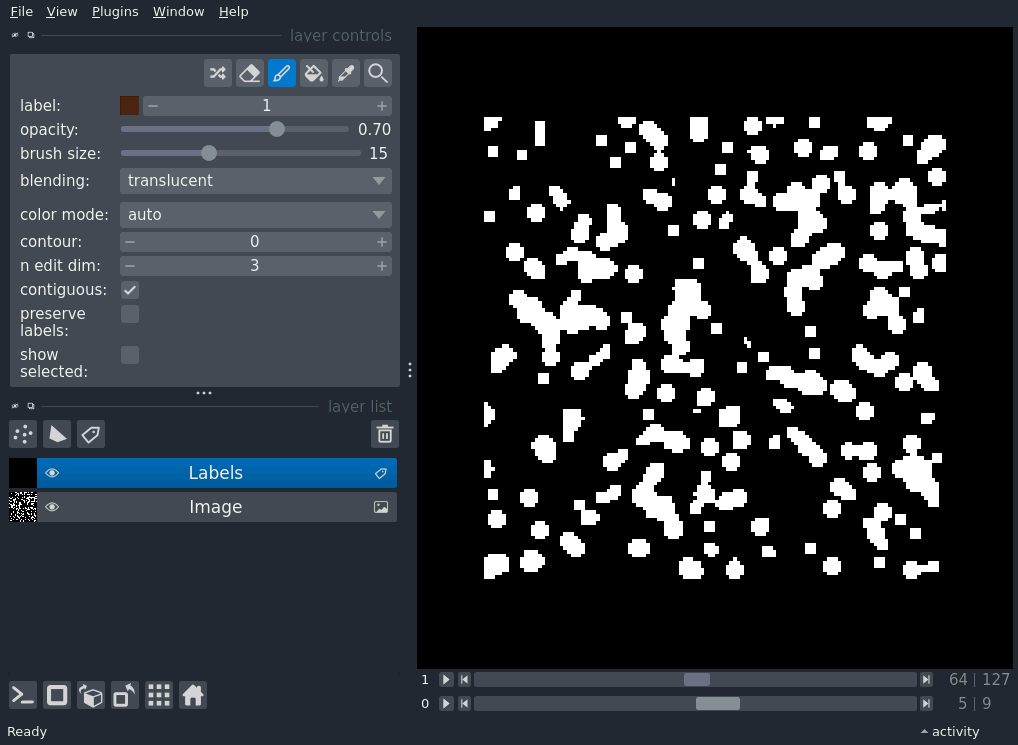 File View Plugins Window Help
layer controls
label: 1
opacity: 0.70
brush size: 15
blending: translucent
color mode: auto
contour: 0
n edit dim: 3
contiguous:
preserve
labels:
show
selected:
layer list
Labels
Image
1 64 | 127
0 5 | 9
Ready activity